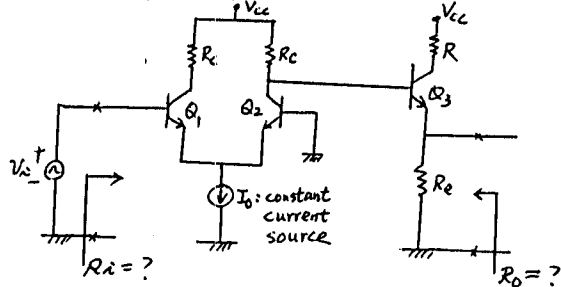 Vcc
Vcc
Rc
Rc
R
Q1
Q2
Q3
Vi
+
-
I0: constant
current
source
Re
Ri = ?
Ro = ?